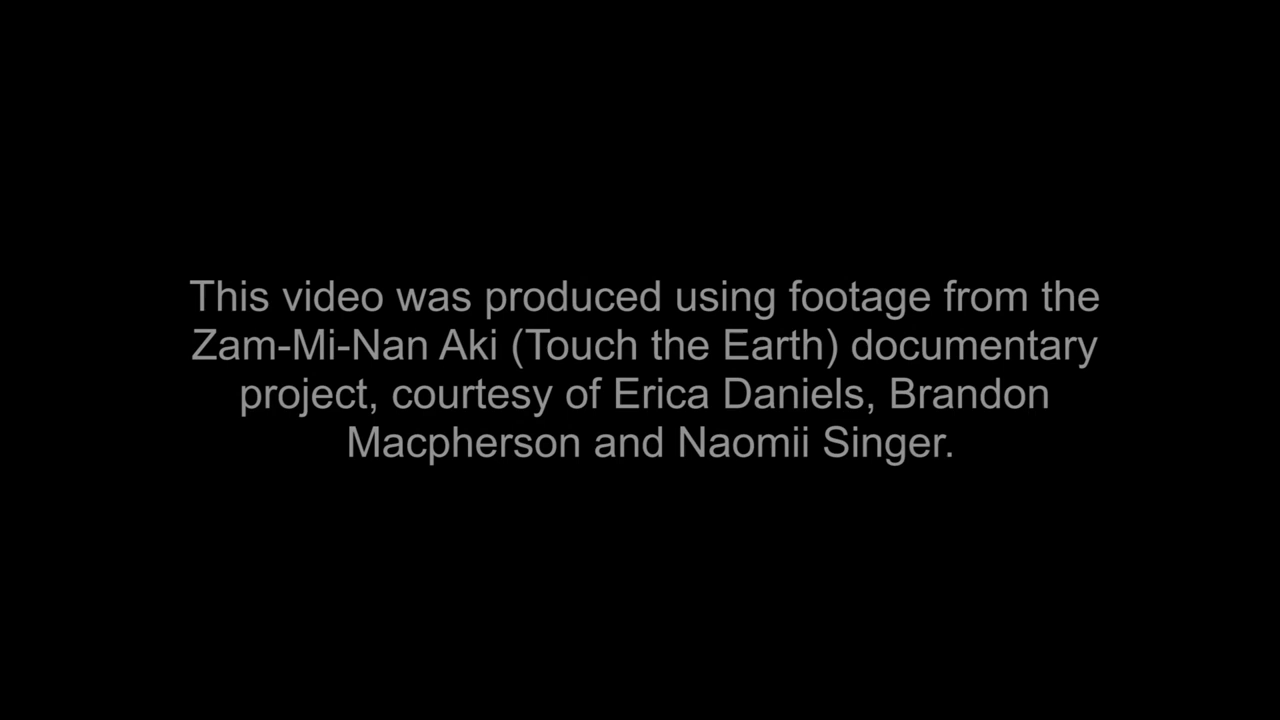 This video was produced using footage from the
Zam-Mi-Nan Aki (Touch the Earth) documentary
project, courtesy of Erica Daniels, Brandon
Macpherson and Naomii Singer.